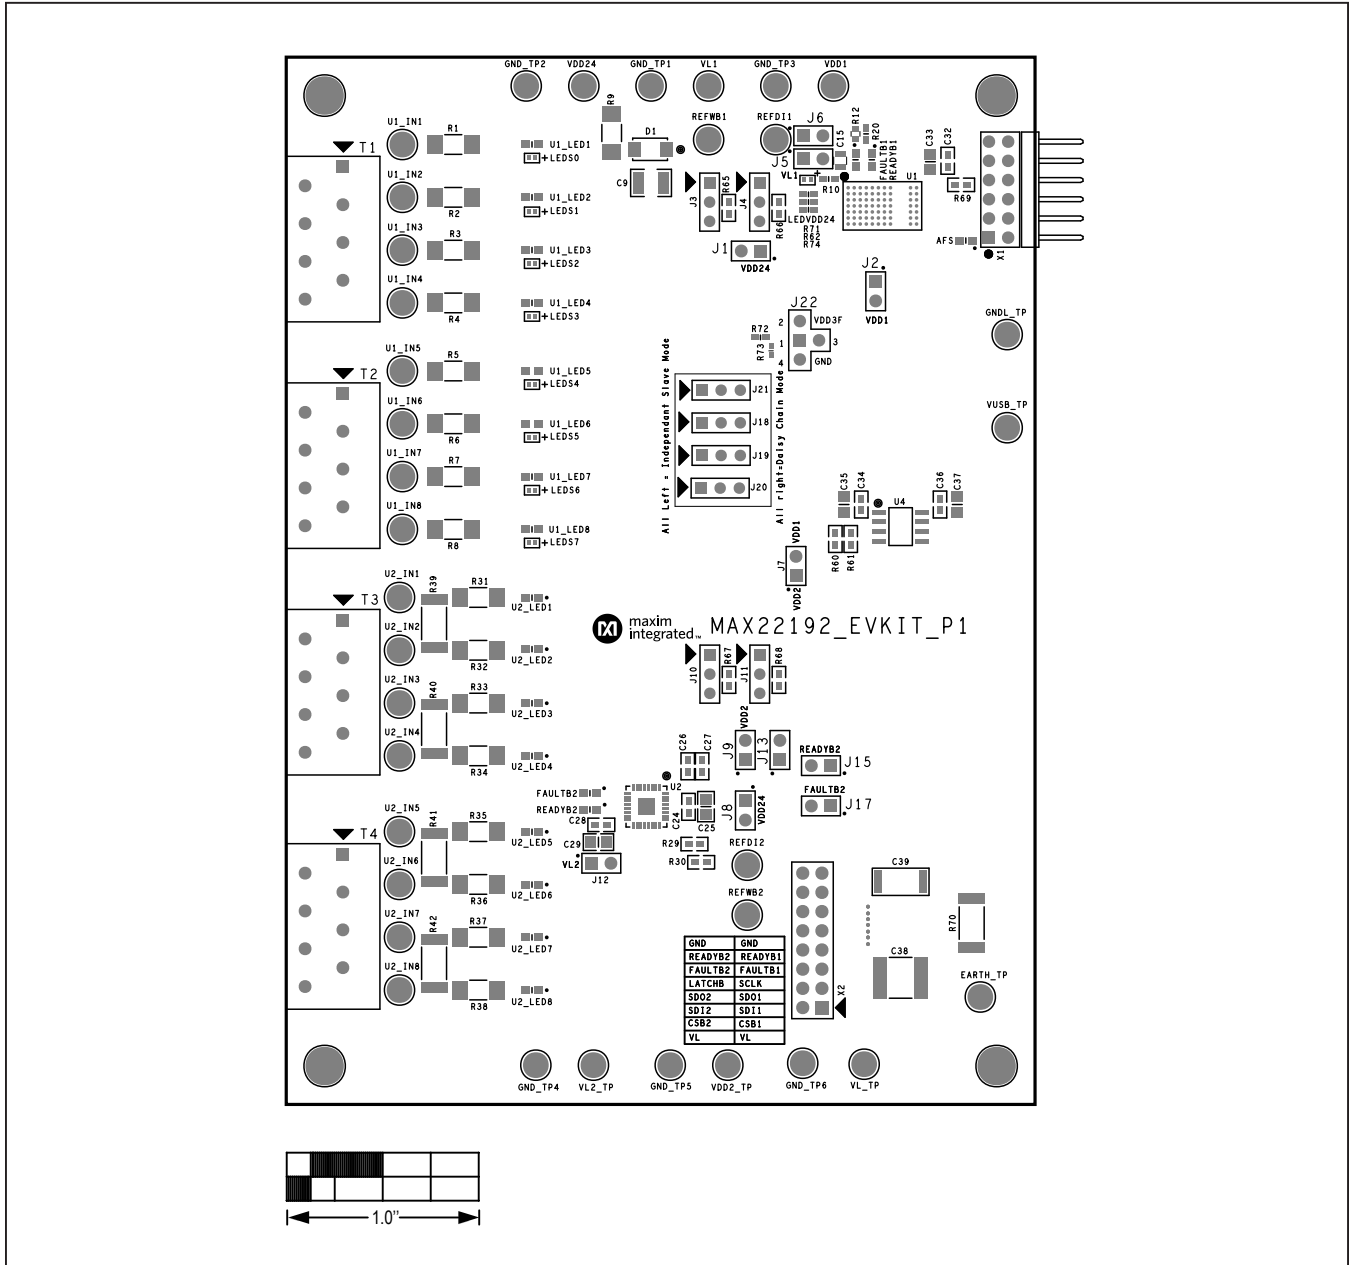 GND_TP2 VDD24 GND_TP1 VL1 GND_TP3 VDD1
R9
REFWB1 REFDI1 J6 R12 R20
U1_IN1 R1
T1
D1
J5 C15
FAULTB1
READYB1
C33 C32
U1_LED1
+LEDS0
U1_IN2
R2
C9
VL1 +
R10
U1
R69
U1_LED2
+LEDS1
J3 R65 J4 R66
LEDVDD24
R71
R62
R74
U1_IN3 R3
U1_LED3
+LEDS2
J1
VDD24
AFS
X1
J2
VDD1
U1_IN4
R4
U1_LED4
+LEDS3
J22
2 VDD3F
1 3
4 GND
R72
R73
GNDL_TP
U1_IN5 R5
T2
U1_LED5
+LEDS4
All Left = Independant Slave Mode
J21
J18
J19
J20
All right=Daisy Chain Mode
VUSB_TP
U1_IN6
R6
U1_LED6
+LEDS5
U1_IN7 R7
U1_LED7
+LEDS6
U1_IN8
R8
U1_LED8
+LEDS7
C35 C34 U4 C36 C37
R60 R61
VDD1
J7
VDD2
U2_IN1 R39 R31
T3
U2_LED1
maxim
integrated™
MAX22192_EVKIT_P1
U2_IN2
R32
U2_LED2
J10 R67 J11 R68
U2_IN3 R40 R33
U2_LED3
VDD2
J9 J13
READYB2 J15
U2_IN4
R34
U2_LED4
C26 C27
U2
FAULTB2
READYB2
C28
C29
VL2
J12
C24 C25
R29
R30
J8 VDD24
FAULTB2
J17
U2_IN5 R41 R35
T4
U2_LED5
REFDI2
C39
U2_IN6
R36
U2_LED6
REFWB2
R70
U2_IN7 R42 R37
U2_LED7
C38
U2_IN8
R38
U2_LED8
GND GND
READYB2 READYB1
FAULTB2 FAULTB1
LATCHB SCLK
SDO2 SDO1
SDI2 SDI1
CSB2 CSB1
VL VL
X2
EARTH_TP
GND_TP4 VL2_TP GND_TP5 VDD2_TP GND_TP6 VL_TP
1.0”